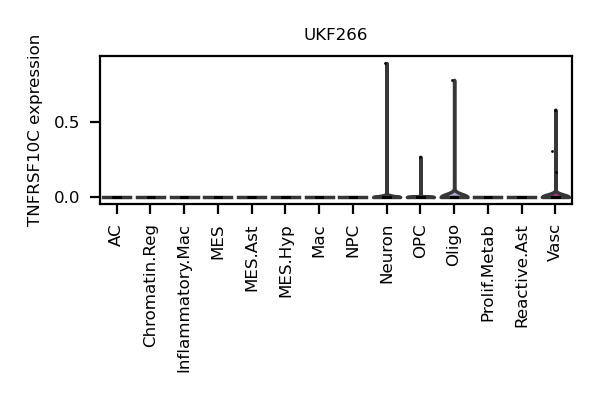 UKF266
TNFRSF10C expression
0.5
0.0
AC
Chromatin.Reg
Inflammatory.Mac
MES
MES.Ast
MES.Hyp
Mac
NPC
Neuron
OPC
Oligo
Prolif.Metab
Reactive.Ast
Vasc